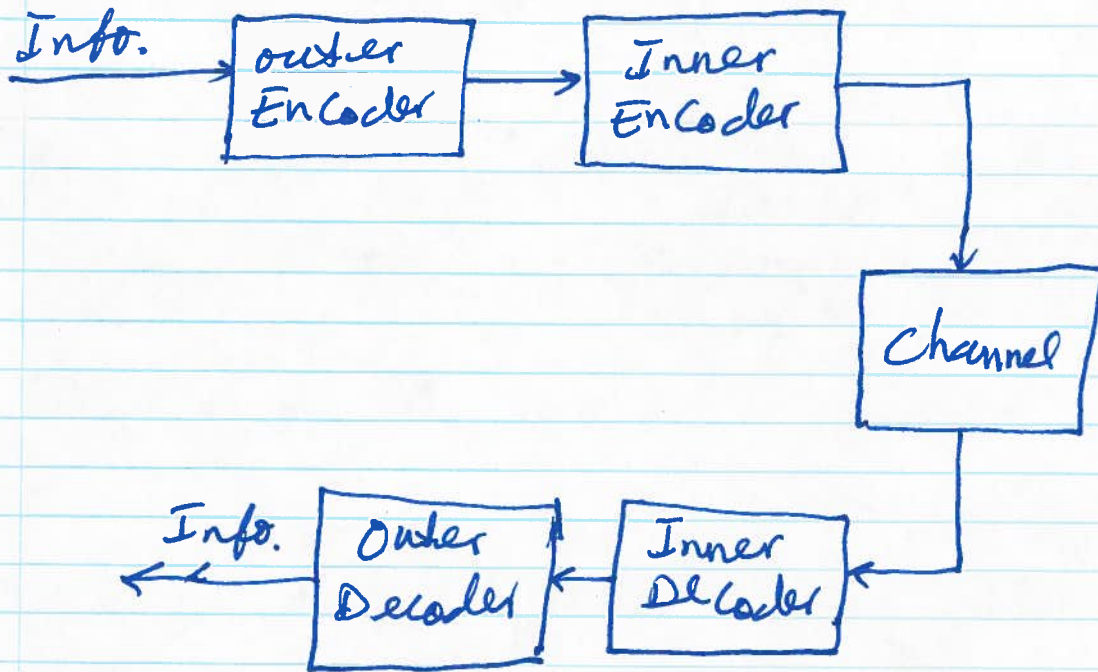 Info.
outer
Encoder
Inner
Encoder
Channel
Info.
Outer
Decoder
Inner
Decoder